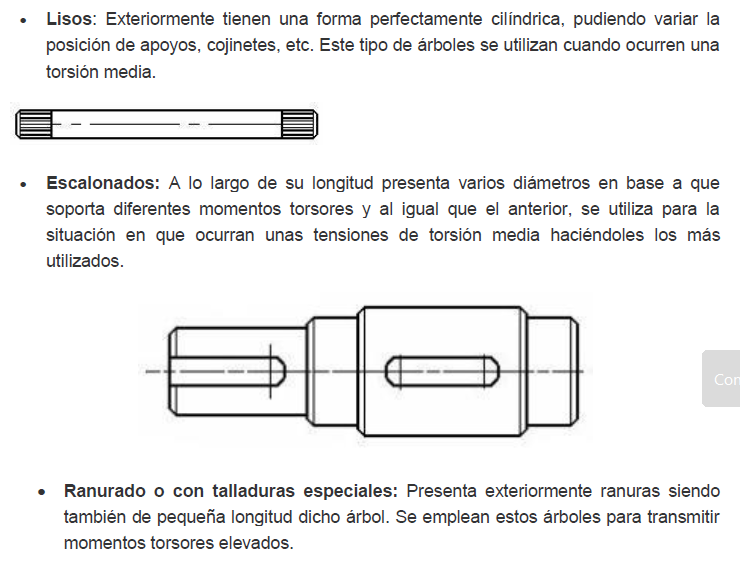 • Lisos: Exteriormente tienen una forma perfectamente cilíndrica, pudiendo variar la
posición de apoyos, cojinetes, etc. Este tipo de árboles se utilizan cuando ocurren una
torsión media.
• Escalonados: A lo largo de su longitud presenta varios diámetros en base a que
soporta diferentes momentos torsores y al igual que el anterior, se utiliza para la
situación en que ocurran unas tensiones de torsión media haciéndoles los más
utilizados.
• Ranurado o con talladuras especiales: Presenta exteriormente ranuras siendo
también de pequeña longitud dicho árbol. Se emplean estos árboles para transmitir
momentos torsores elevados.